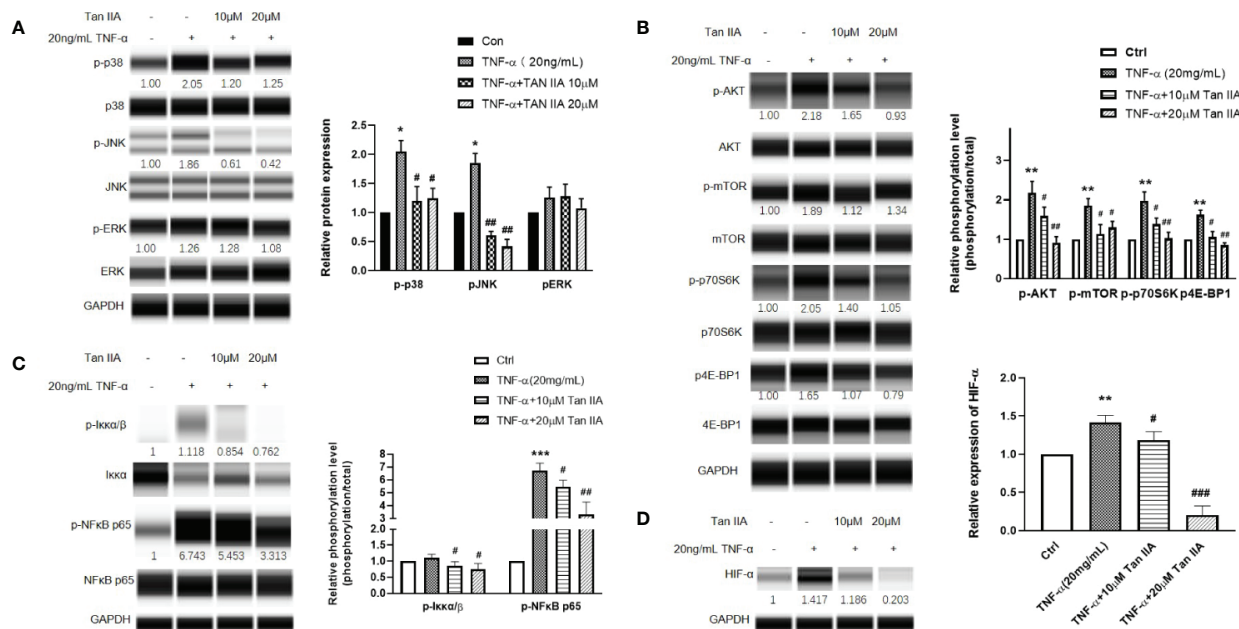 A
Tan IIA - - 10μM 20μM
20ng/mL TNF-α - + + +
p-p38
1.00 2.05 1.20 1.25
p38
p-JNK
1.00 1.86 0.61 0.42
JNK
p-ERK
1.00 1.26 1.28 1.08
ERK
GAPDH
Con
TNF-α ( 20ng/mL)
TNF-α+TAN IIA 10μM
TNF-α+TAN IIA 20μM
Relative protein expression
2.5
2.0
1.5
1.0
0.5
0.0
* # # * ## ##
p-p38 pJNK pERK
B
Tan IIA - - 10μM 20μM
20ng/mL TNF-α - + + +
p-AKT
1.00 2.18 1.65 0.93
AKT
p-mTOR
1.00 1.89 1.12 1.34
mTOR
p-p70S6K
1.00 2.05 1.40 1.05
p70S6K
p4E-BP1
1.00 1.65 1.07 0.79
4E-BP1
GAPDH
Ctrl
TNF-α (20mg/mL)
TNF-α+10μM Tan IIA
TNF-α+20μM Tan IIA
Relative phosphorylation level
(phosphorylation/total)
2
1
0
** # ## ** # # ** # ## ** # ##
p-AKT p-mTOR p-p70S6K p4E-BP1
C
Tan IIA - - 10μM 20μM
20ng/mL TNF-α - + + +
p-Iκκα/β
1 1.118 0.854 0.762
Iκκα
p-NFκB p65
1 6.743 5.453 3.313
NFκB p65
GAPDH
Ctrl
TNF-α(20mg/mL)
TNF-α+10μM Tan IIA
TNF-α+20μM Tan IIA
Relative phosphorylation level
(phosphorylation/total)
8
7
6
5
4
3
2.0
1.5
1.0
0.5
0.0
# # *** # ##
p-Iκκα/β p-NFκB p65
D
Tan IIA - - 10μM 20μM
20ng/mL TNF-α - + + +
HIF-α
1 1.417 1.186 0.203
GAPDH
Relative expression of HIF-α
2.0
1.5
1.0
0.5
0.0
** # ###
Ctrl
TNF-α(20mg/mL)
TNF-α+10μM Tan IIA
TNF-α+20μM Tan IIA